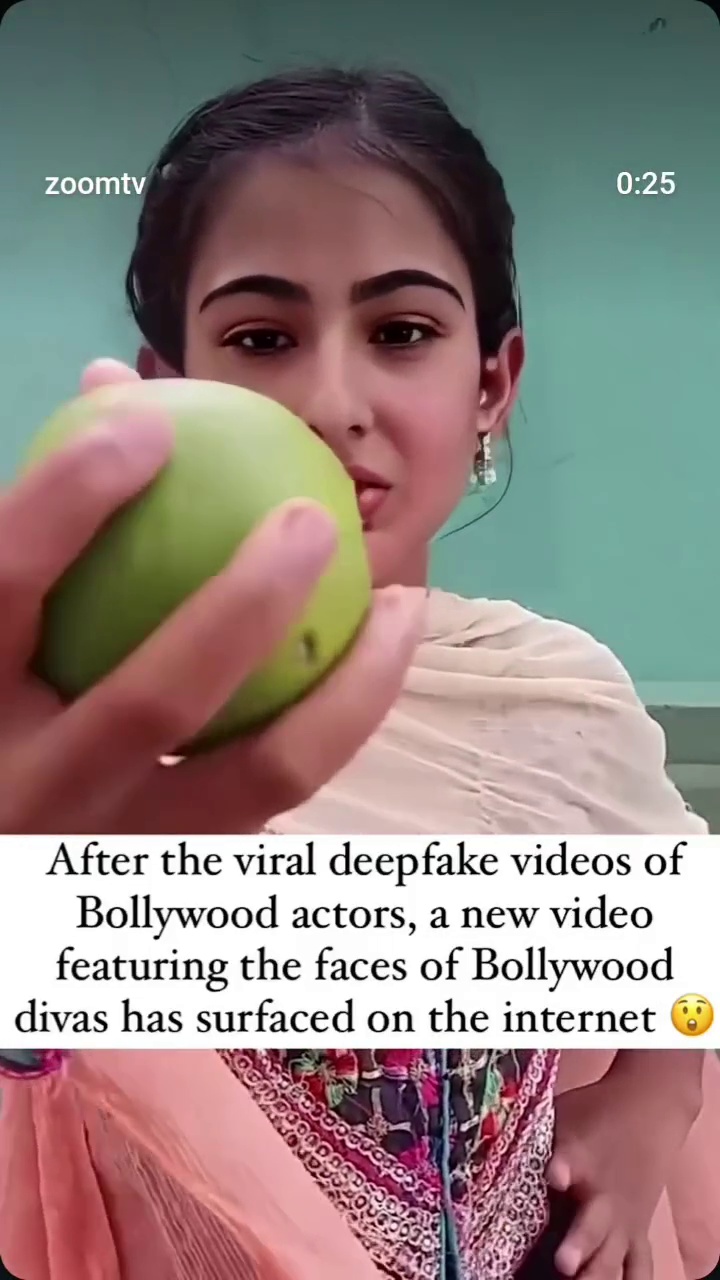 zoomtv
0:25
After the viral deepfake videos of
Bollywood actors, a new video
featuring the faces of Bollywood
divas has surfaced on the internet 😲